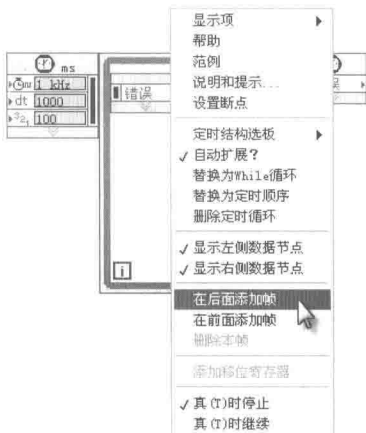 ms
1 kHz
dt 1000
100
错误
i
显示项
帮助
范例
说明和提示...
设置断点
定时结构选板
✓自动扩展?
替换为While循环
替换为定时顺序
删除定时循环
✓显示左侧数据节点
✓显示右侧数据节点
在后面添加帧
在前面添加帧
删除本帧
添加移位寄存器
✓真(T)时停止
真(T)时继续